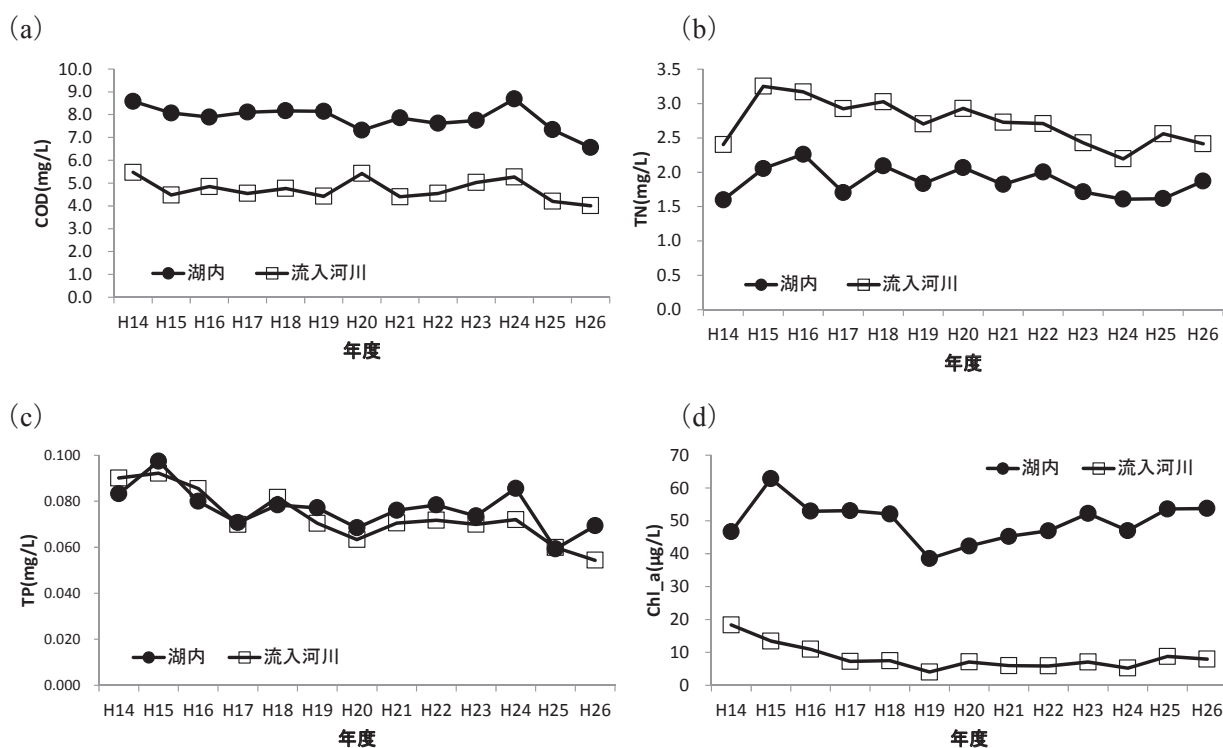 (a)
10.0
9.0
8.0
7.0
6.0
5.0
4.0
3.0
2.0
1.0
0.0
COD(mg/L)
湖内 流入河川
H14 H15 H16 H17 H18 H19 H20 H21 H22 H23 H24 H25 H26
年度
(b)
3.5
3.0
2.5
2.0
1.5
1.0
0.5
0.0
TN(mg/L)
湖内 流入河川
H14 H15 H16 H17 H18 H19 H20 H21 H22 H23 H24 H25 H26
年度
(c)
0.100
0.080
0.060
0.040
0.020
0.000
TP(mg/L)
湖内 流入河川
H14 H15 H16 H17 H18 H19 H20 H21 H22 H23 H24 H25 H26
年度
(d)
70
60
50
40
30
20
10
0
Chl_a(μg/L)
湖内 流入河川
H14 H15 H16 H17 H18 H19 H20 H21 H22 H23 H24 H25 H26
年度